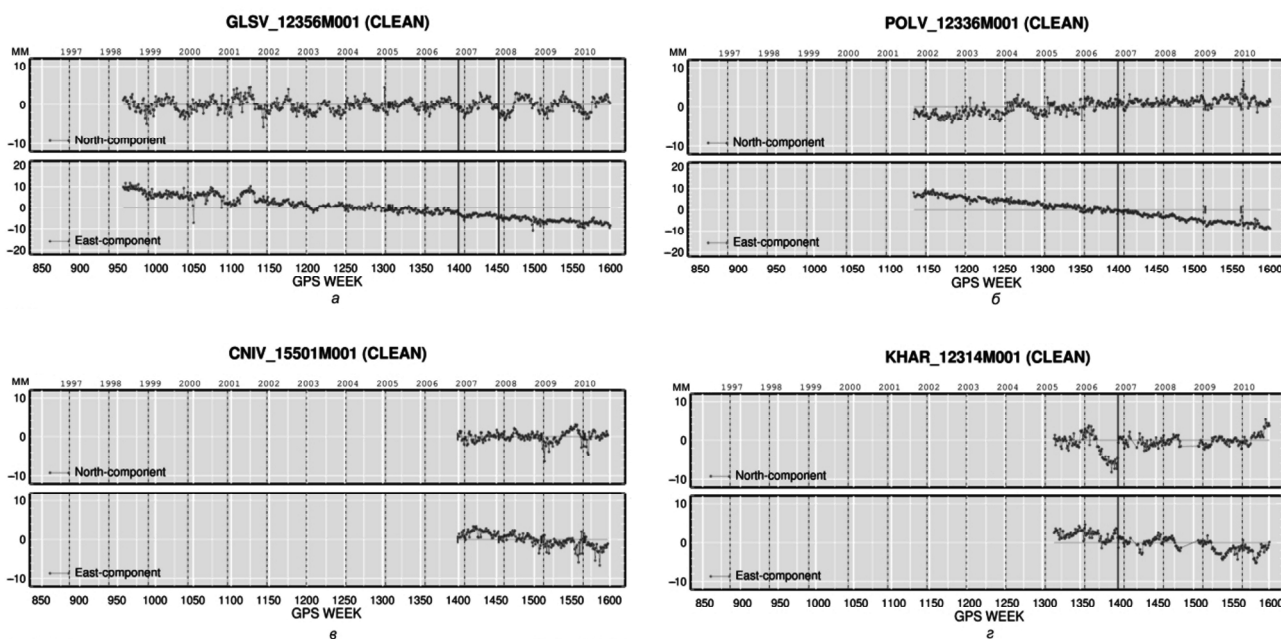 GLSV_12356M001 (CLEAN)
MM 1997 1998 1999 2000 2001 2002 2003 2004 2005 2006 2007 2008 2009 2010
10
0
−10
North-component
20
10
0
−10
−20
East-component
850 900 950 1000 1050 1100 1150 1200 1250 1300 1350 1400 1450 1500 1550 1600
GPS WEEK
а
POLV_12336M001 (CLEAN)
MM 1997 1998 1999 2000 2001 2002 2003 2004 2005 2006 2007 2008 2009 2010
10
0
−10
North-component
20
10
0
−10
−20
East-component
850 900 950 1000 1050 1100 1150 1200 1250 1300 1350 1400 1450 1500 1550 1600
GPS WEEK
б
CNIV_15501M001 (CLEAN)
MM 1997 1998 1999 2000 2001 2002 2003 2004 2005 2006 2007 2008 2009 2010
10
0
−10
North-component
10
0
−10
East-component
850 900 950 1000 1050 1100 1150 1200 1250 1300 1350 1400 1450 1500 1550 1600
GPS WEEK
в
KHAR_12314M001 (CLEAN)
MM 1997 1998 1999 2000 2001 2002 2003 2004 2005 2006 2007 2008 2009 2010
10
0
−10
North-component
10
0
−10
East-component
850 900 950 1000 1050 1100 1150 1200 1250 1300 1350 1400 1450 1500 1550 1600
GPS WEEK
г